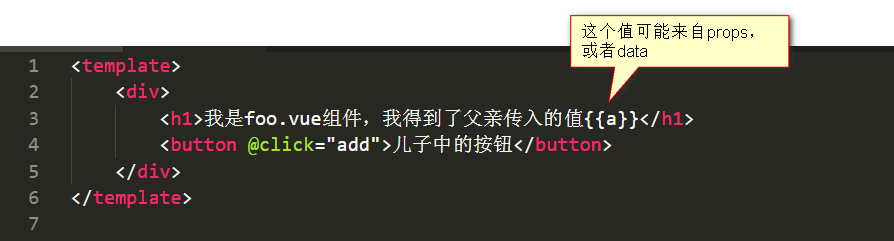 这个值可能来自props，
或者data
1 <template>
2 <div>
3 <h1>我是foo.vue组件，我得到了父亲传入的值{{a}}</h1>
4 <button @click="add">儿子中的按钮</button>
5 </div>
6 </template>
7